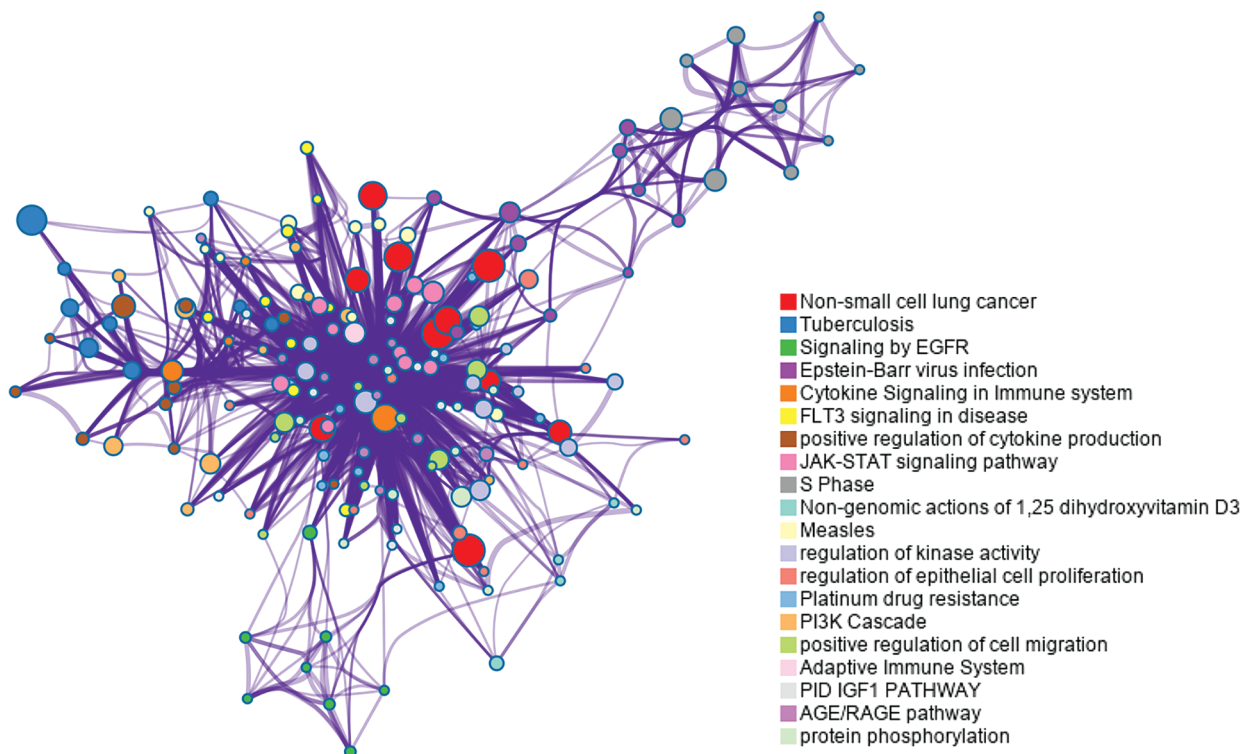 Non-small cell lung cancer
Tuberculosis
Signaling by EGFR
Epstein-Barr virus infection
Cytokine Signaling in Immune system
FLT3 signaling in disease
positive regulation of cytokine production
JAK-STAT signaling pathway
S Phase
Non-genomic actions of 1,25 dihydroxyvitamin D3
Measles
regulation of kinase activity
regulation of epithelial cell proliferation
Platinum drug resistance
PI3K Cascade
positive regulation of cell migration
Adaptive Immune System
PID IGF1 PATHWAY
AGE/RAGE pathway
protein phosphorylation